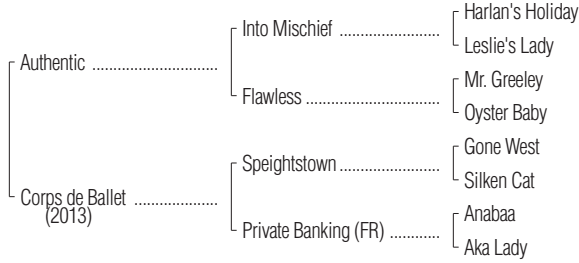 Harlan's Holiday
Into Mischief ......................
Leslie's Lady
Authentic ............................
Mr. Greeley
Flawless ..............................
Oyster Baby
Gone West
Speightstown ......................
Silken Cat
Corps de Ballet ..................
(2013)
Anabaa
Private Banking (FR) ...........
Aka Lady